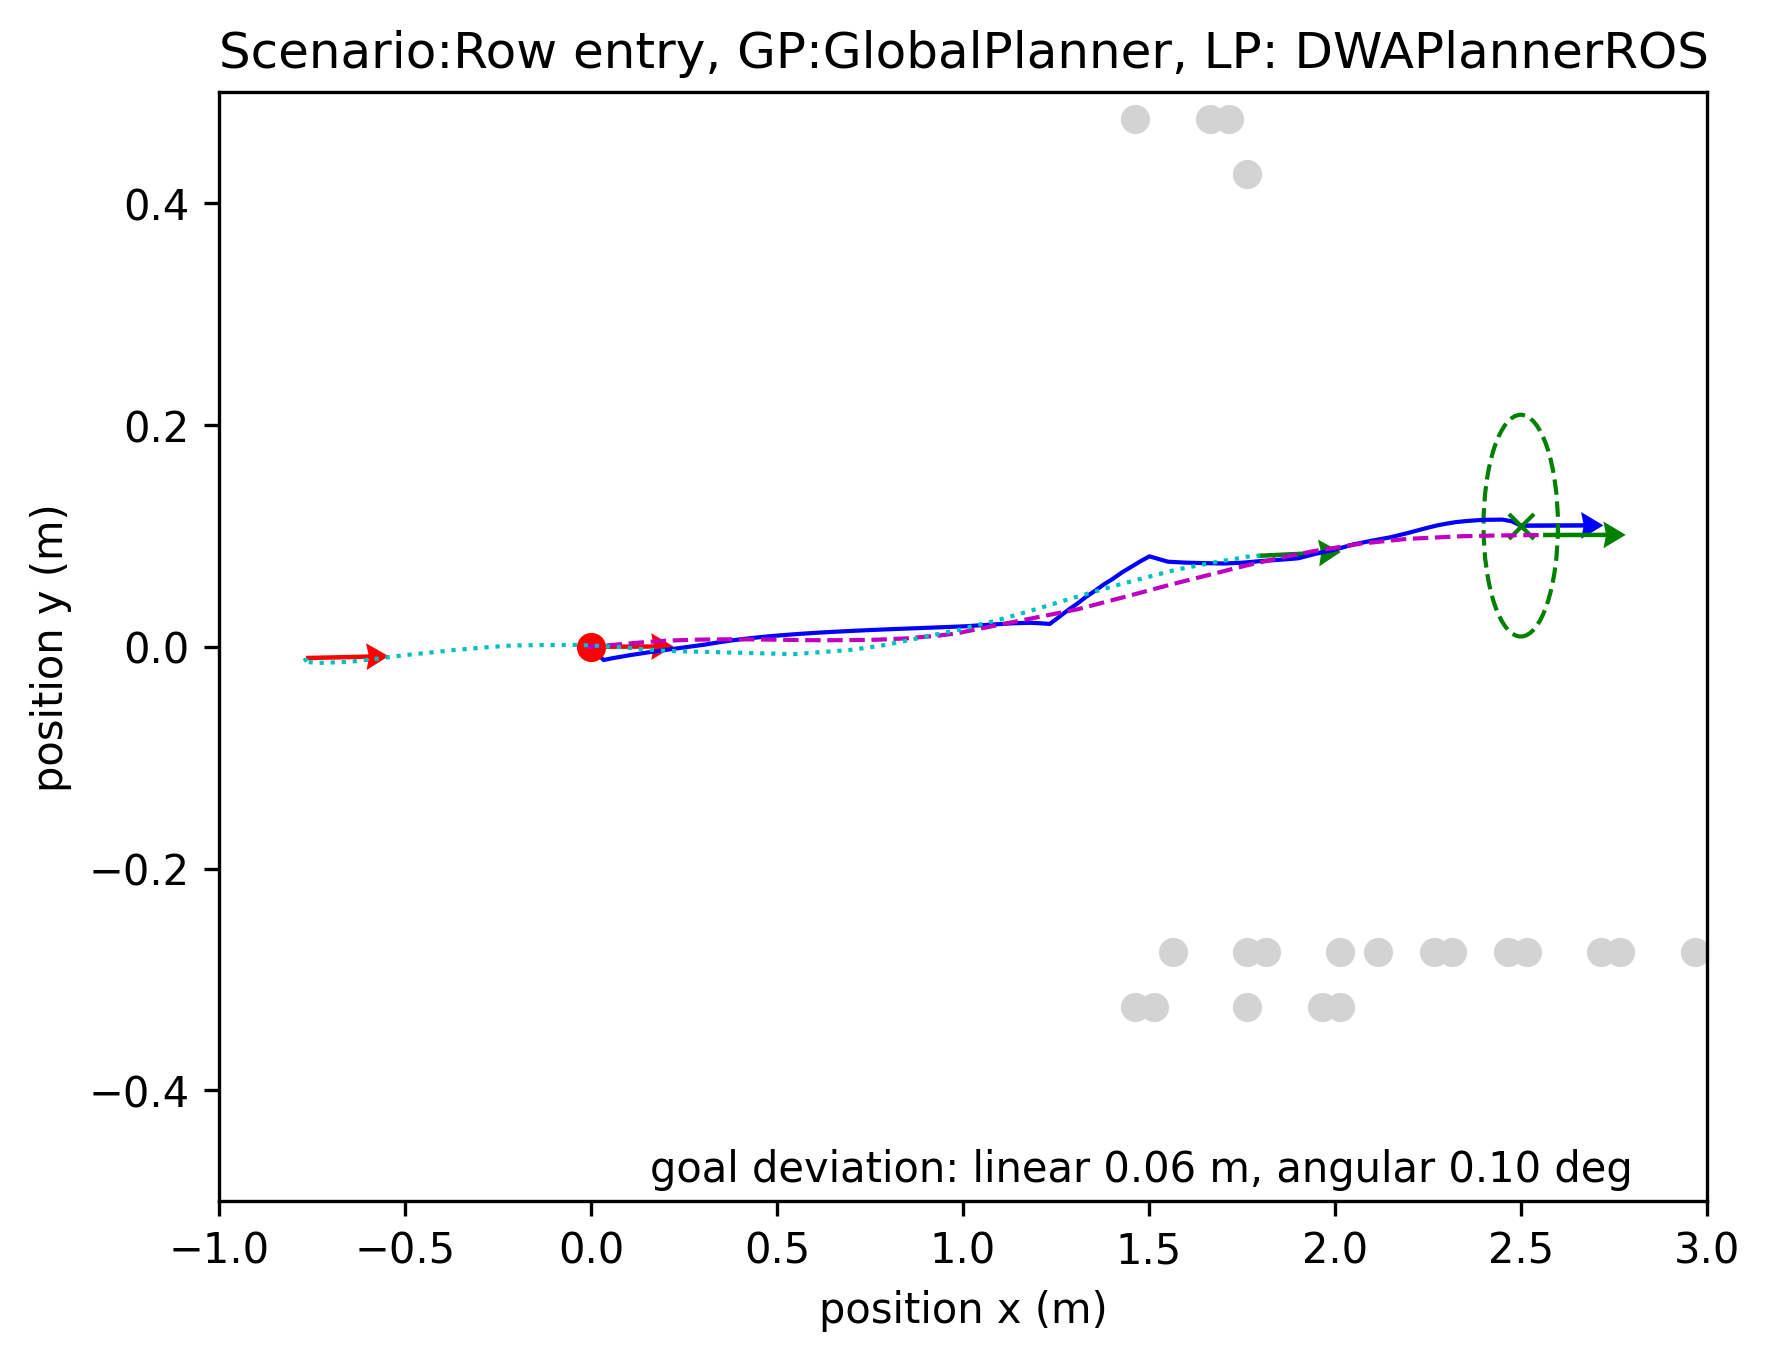 Scenario:Row entry, GP:GlobalPlanner, LP: DWAPlannerROS
0.4
0.2
0.0
−0.2
−0.4
position y (m)
goal deviation: linear 0.06 m, angular 0.10 deg
−1.0 −0.5 0.0 0.5 1.0 1.5 2.0 2.5 3.0
position x (m)